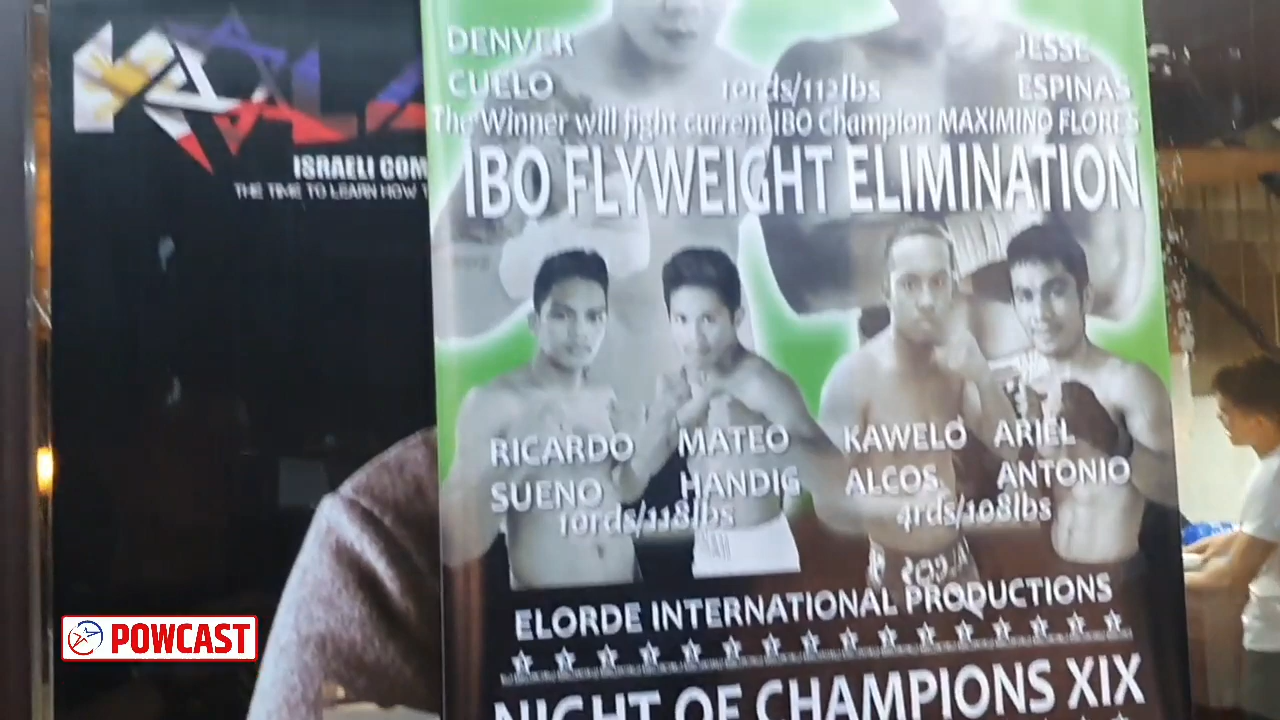 ISRAELI COM
THE TIME TO LEARN HOW T
DENVER
CUELO
JESSE
ESPINAS
10rds/112lbs
The Winner will fight current IBO Champion MAXIMINO FLORES
IBO FLYWEIGHT ELIMINATION
RICARDO
SUENO
MATEO
HANDIG
10rds/118lbs
KAWELO
ALCOS
ARIEL
ANTONIO
4rds/108lbs
ELORDE INTERNATIONAL PRODUCTIONS
NIGHT OF CHAMPIONS XIX
POWCAST